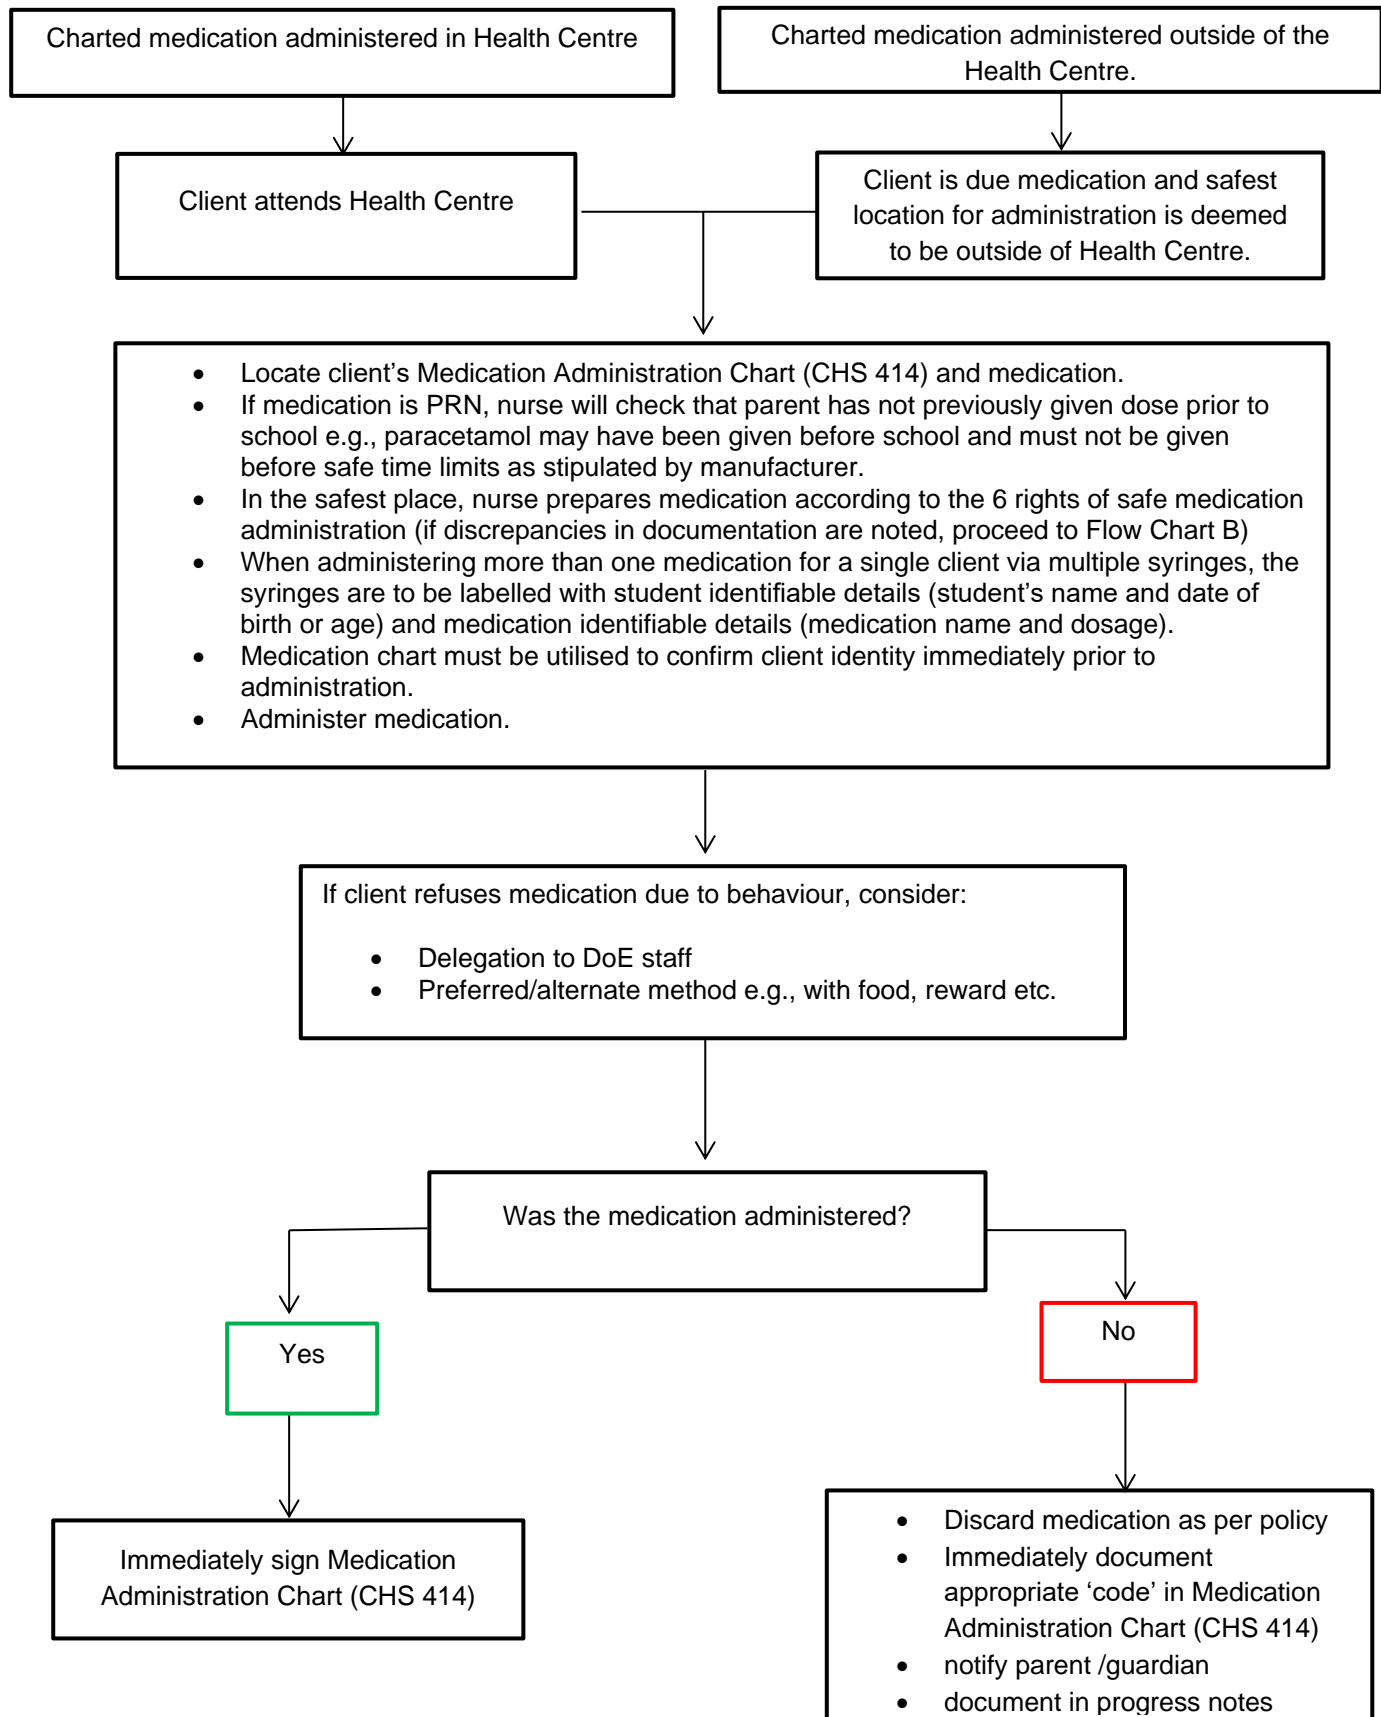 Charted medication administered in Health Centre
Charted medication administered outside of the
Health Centre.
Client attends Health Centre
Client is due medication and safest
location for administration is deemed
to be outside of Health Centre.
• Locate client’s Medication Administration Chart (CHS 414) and medication.
• If medication is PRN, nurse will check that parent has not previously given dose prior to
school e.g., paracetamol may have been given before school and must not be given
before safe time limits as stipulated by manufacturer.
• In the safest place, nurse prepares medication according to the 6 rights of safe medication
administration (if discrepancies in documentation are noted, proceed to Flow Chart B)
• When administering more than one medication for a single client via multiple syringes, the
syringes are to be labelled with student identifiable details (student’s name and date of
birth or age) and medication identifiable details (medication name and dosage).
• Medication chart must be utilised to confirm client identity immediately prior to
administration.
• Administer medication.
If client refuses medication due to behaviour, consider:
• Delegation to DoE staff
• Preferred/alternate method e.g., with food, reward etc.
Was the medication administered?
Yes
No
Immediately sign Medication
Administration Chart (CHS 414)
• Discard medication as per policy
• Immediately document
appropriate ‘code’ in Medication
Administration Chart (CHS 414)
• notify parent /guardian
• document in progress notes